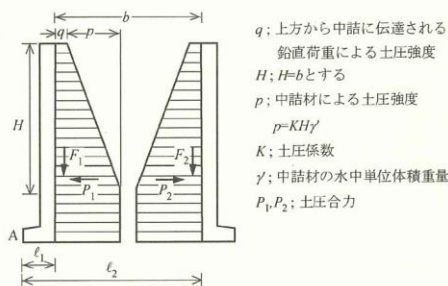 b
q p
H
F₁
F₂
P₁
P₂
A
ℓ₁
ℓ₂
q ; 上方から中詰に伝達される
鉛直荷重による土圧強度
H ; H=bとする
p ; 中詰材による土圧強度
p=KHγ'
K ; 土圧係数
γ' ; 中詰材の水中単位体積重量
P₁,P₂ ; 土圧合力